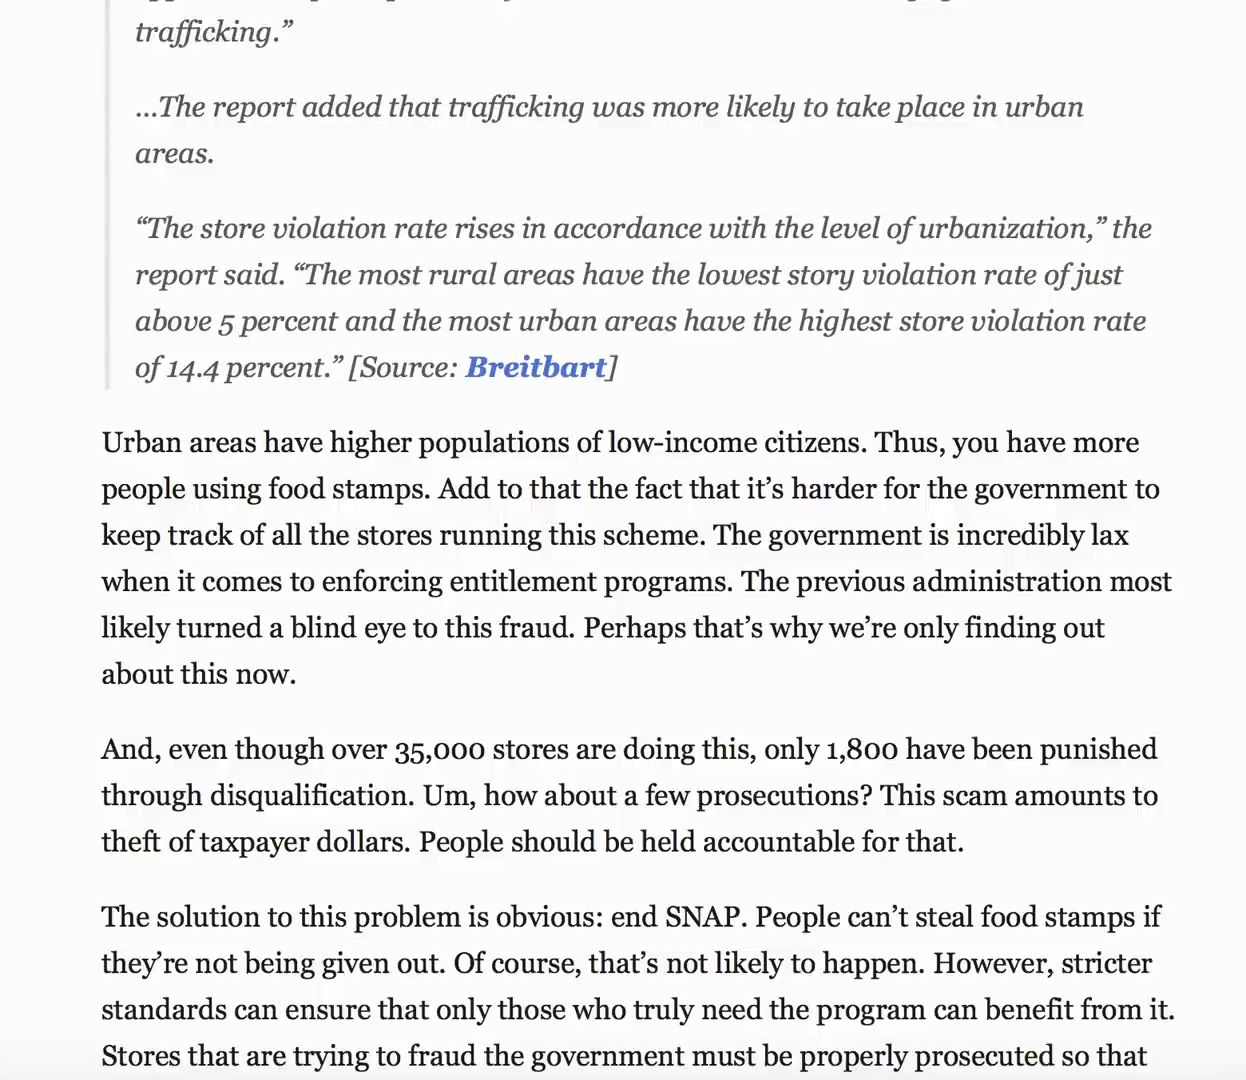 trafficking.”
…The report added that trafficking was more likely to take place in urban
areas.
“The store violation rate rises in accordance with the level of urbanization,” the
report said. “The most rural areas have the lowest story violation rate of just
above 5 percent and the most urban areas have the highest store violation rate
of 14.4 percent.” [Source: Breitbart]
Urban areas have higher populations of low-income citizens. Thus, you have more
people using food stamps. Add to that the fact that it’s harder for the government to
keep track of all the stores running this scheme. The government is incredibly lax
when it comes to enforcing entitlement programs. The previous administration most
likely turned a blind eye to this fraud. Perhaps that’s why we’re only finding out
about this now.
And, even though over 35,000 stores are doing this, only 1,800 have been punished
through disqualification. Um, how about a few prosecutions? This scam amounts to
theft of taxpayer dollars. People should be held accountable for that.
The solution to this problem is obvious: end SNAP. People can’t steal food stamps if
they’re not being given out. Of course, that’s not likely to happen. However, stricter
standards can ensure that only those who truly need the program can benefit from it.
Stores that are trying to fraud the government must be properly prosecuted so that